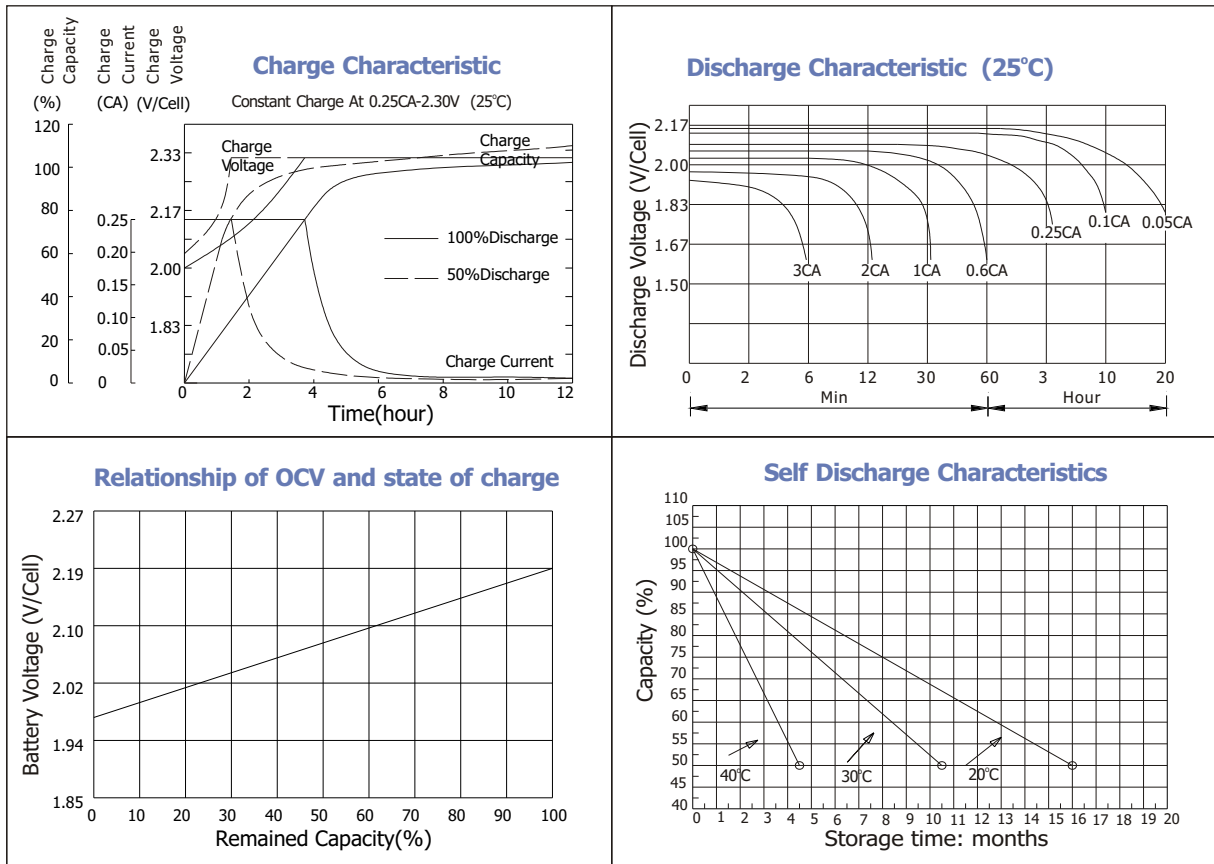 Charge Capacity
Charge Current
Charge Voltage
(%) (CA) (V/Cell)
Charge Characteristic
Constant Charge At 0.25CA-2.30V (25°C)
120
100
80
60
40
20
0
0.25
0.20
0.15
0.10
0.05
0
2.33
2.17
2.00
1.83
Charge Voltage
Charge Capacity
100%Discharge
50%Discharge
Charge Current
0 2 4 6 8 10 12
Time(hour)
Discharge Characteristic (25°C)
Discharge Voltage (V/Cell)
2.17
2.00
1.83
1.67
1.50
3CA 2CA 1CA 0.6CA 0.25CA 0.1CA 0.05CA
0 2 6 12 30 60 3 10 20
Min Hour
Relationship of OCV and state of charge
Battery Voltage (V/Cell)
2.27
2.19
2.10
2.02
1.94
1.85
0 10 20 30 40 50 60 70 80 90 100
Remained Capacity(%)
Self Discharge Characteristics
Capacity (%)
110
105
100
95
90
85
80
75
70
65
60
55
50
45
40
40°C 30°C 20°C
0 1 2 3 4 5 6 7 8 9 10 11 12 13 14 15 16 17 18 19 20
Storage time: months